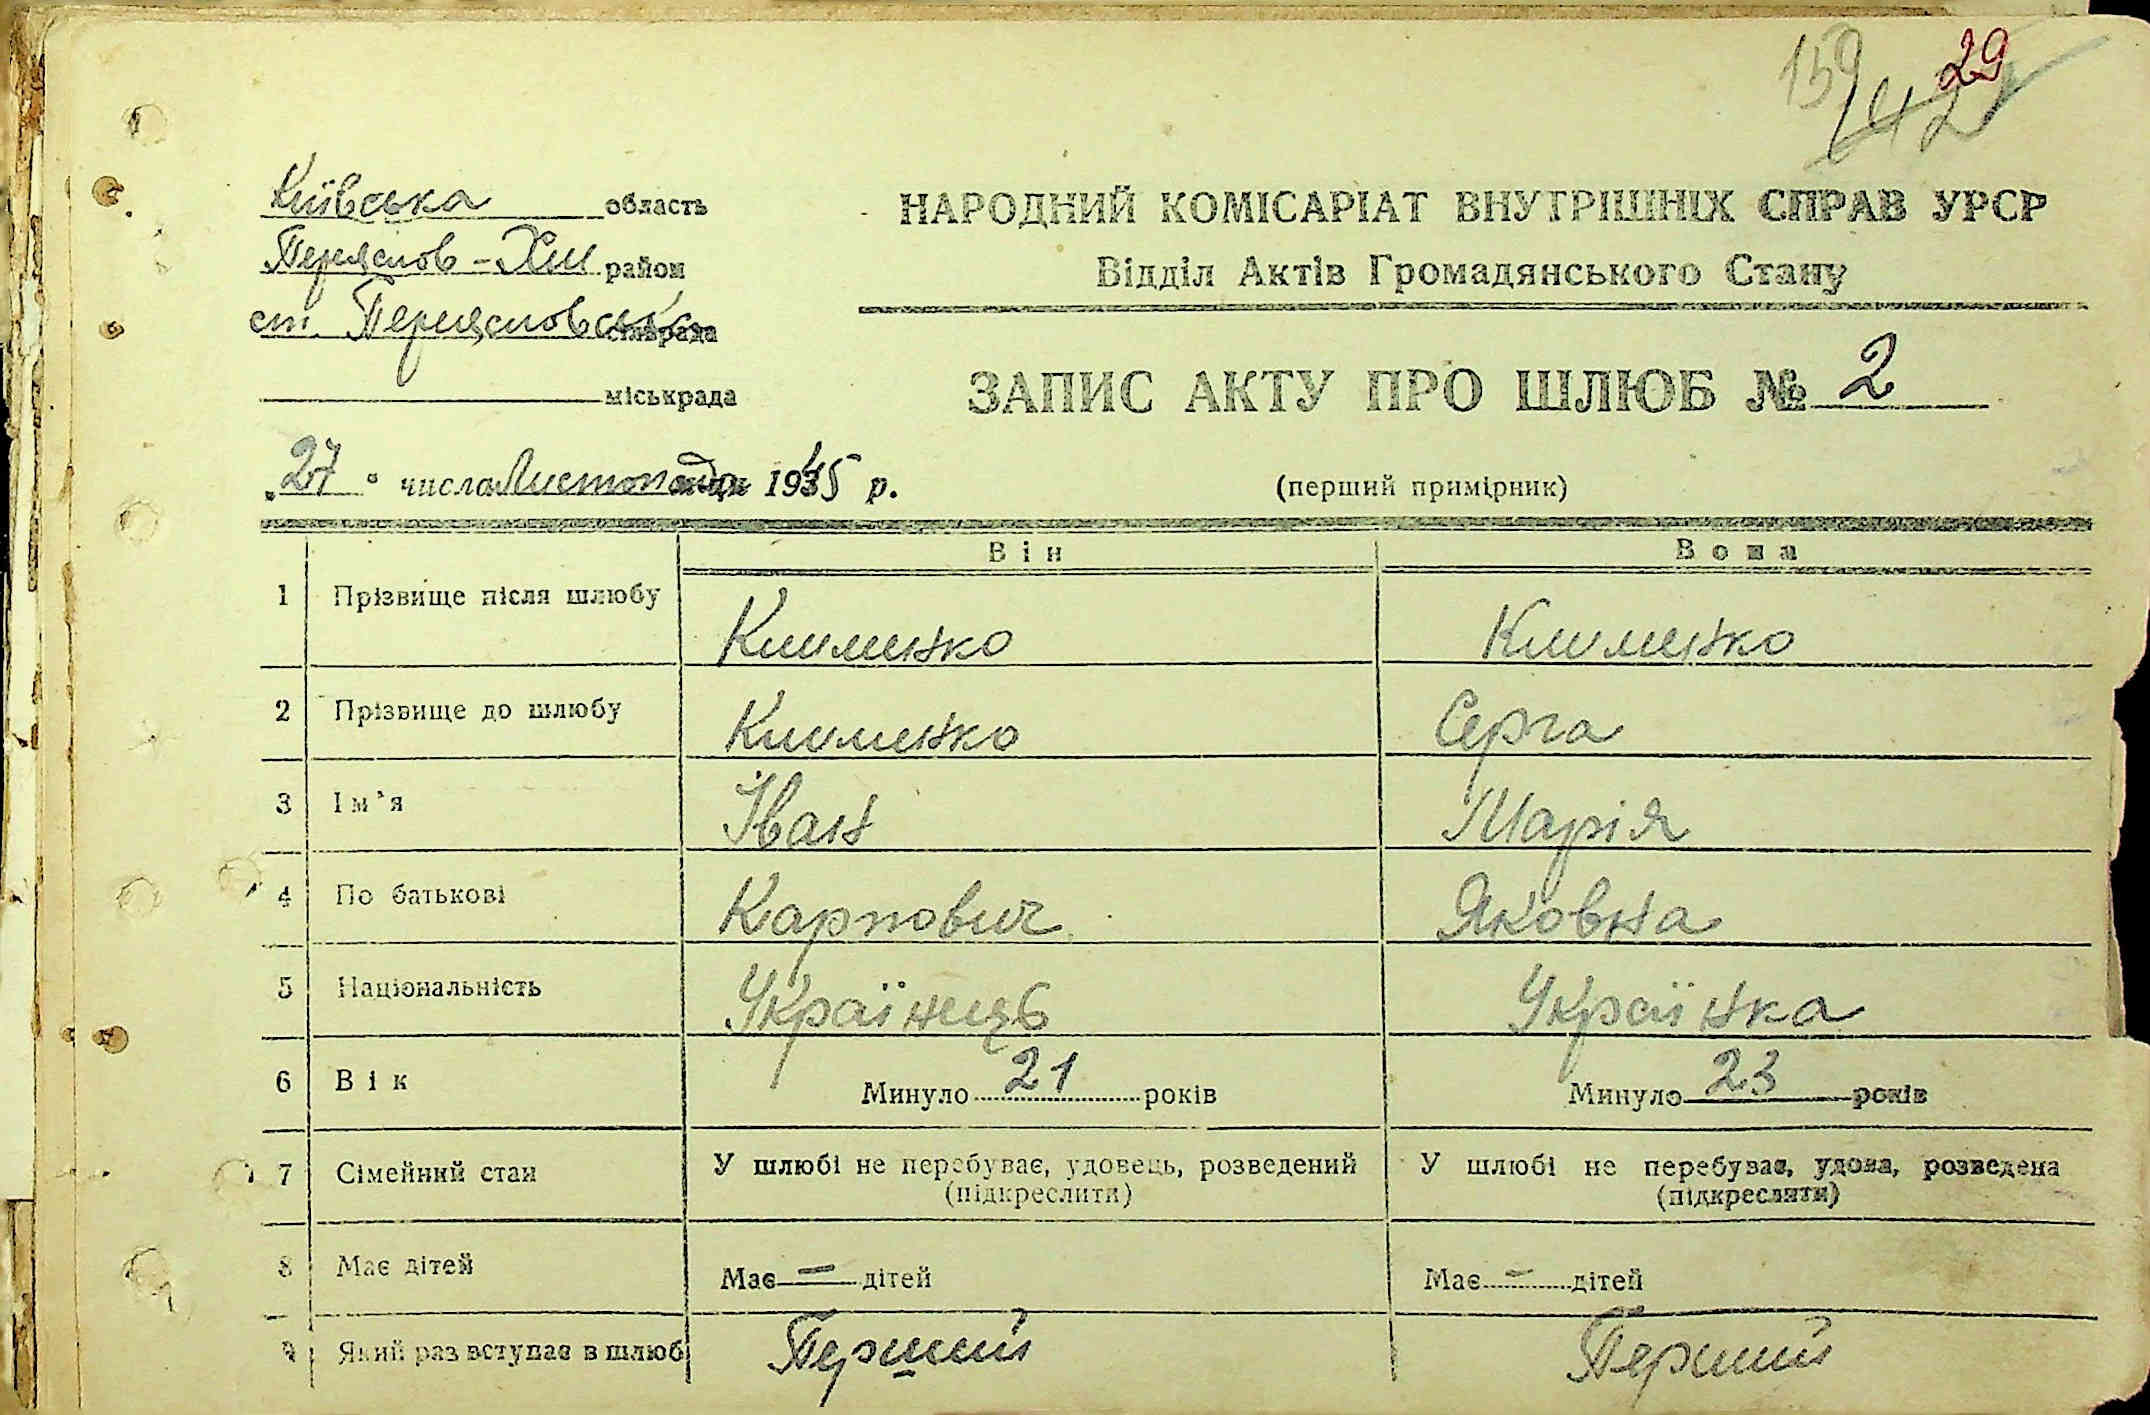 159 29
42
Київська область
Переяслов-Хм район
ст. Переясловська сільрада
міськрада
НАРОДНИЙ КОМІСАРІАТ ВНУТРІШНІХ СПРАВ УРСР
Відділ Актів Громадянського Стану
ЗАПИС АКТУ ПРО ШЛЮБ № 2
„27“ числа Листопада 1945 р.
(перший примірник)
Він Вона
1 Прізвище після шлюбу Клименко Клименко
2 Прізвище до шлюбу Клименко Серга
3 Ім'я Іван Марія
4 По батькові Карпович Яковна
5 Національність Українець Українка
6 Вік Минуло 21 років Минуло 23 років
7 Сімейний стан У шлюбі не перебуває, удовець, розведений У шлюбі не перебуває, удова, розведена
(підкреслити) (підкреслити)
8 Має дітей Має — дітей Має - дітей
9 Який раз вступає в шлюб Перший Перший